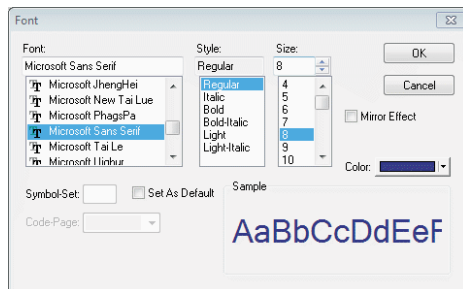 Font
Font:
Style:
Size:
Microsoft Sans Serif
Regular
8
OK
Microsoft JhengHei
Microsoft New Tai Lue
Microsoft PhagsPa
Microsoft Sans Serif
Microsoft Tai Le
Microsoft Uighur
Regular
Italic
Bold
Bold-Italic
Light
Light-Italic
4
5
6
7
8
9
10
Cancel
Mirror Effect
Color:
Symbol-Set:
Set As Default
Code-Page:
Sample
AaBbCcDdEeF